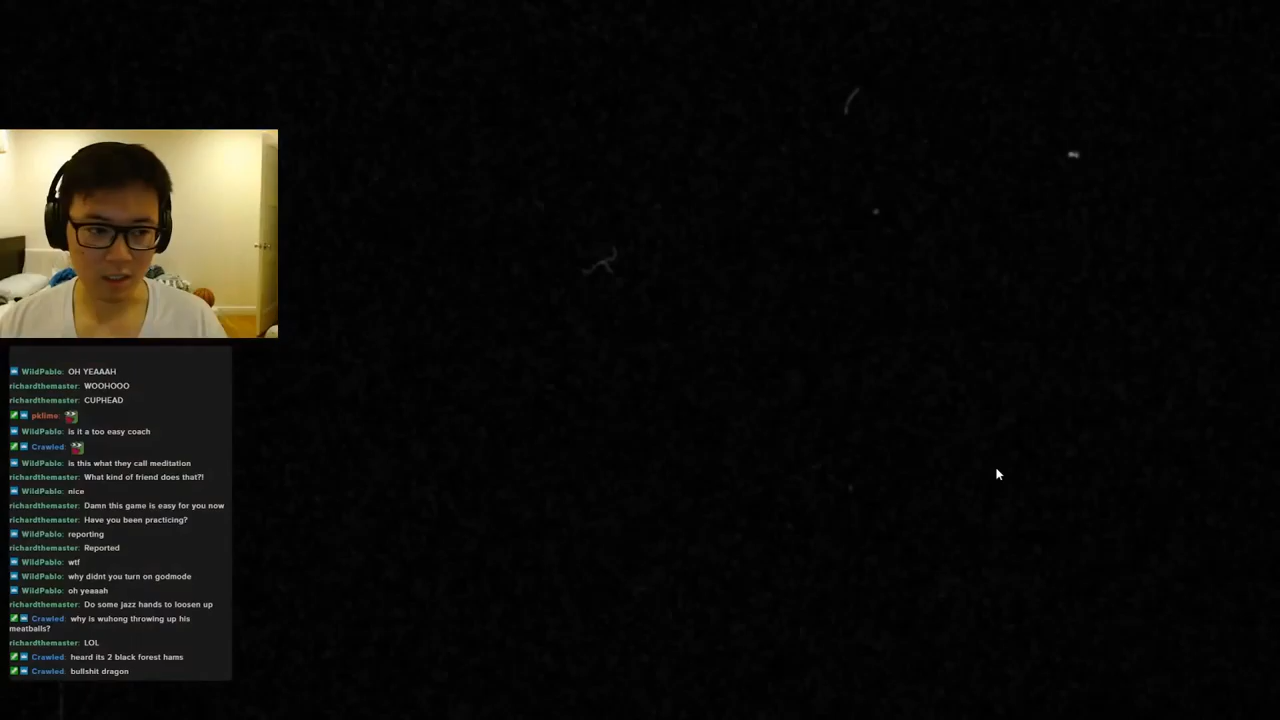 WildPablo: OH YEAAAH
richardthemaster: WOOHOOO
richardthemaster: CUPHEAD
pklima:
WildPablo: is it a too easy coach
Crawled:
WildPablo: is this what they call meditation
richardthemaster: What kind of friend does that?!
WildPablo: nice
richardthemaster: Damn this game is easy for you now
richardthemaster: Have you been practicing?
WildPablo: reporting
richardthemaster: Reported
WildPablo: wtf
WildPablo: why didnt you turn on godmode
WildPablo: oh yeaaah
richardthemaster: Do some jazz hands to loosen up
Crawled: why is wuhong throwing up his
meatballs?
richardthemaster: LOL
Crawled: heard its 2 black forest hams
Crawled: bullshit dragon